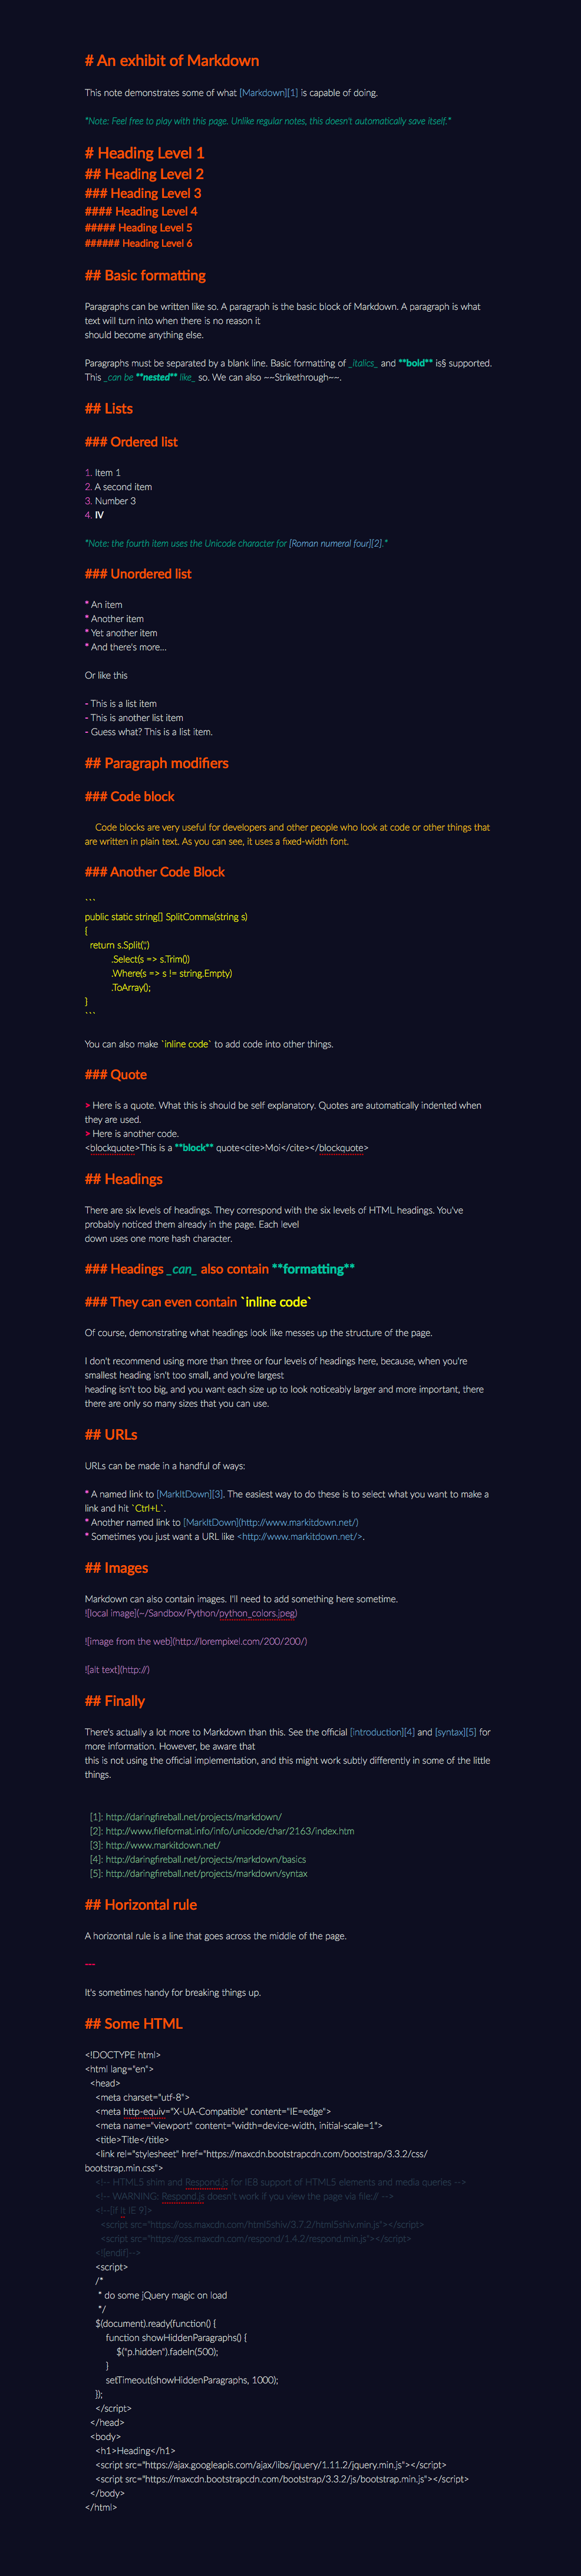 # An exhibit of Markdown
This note demonstrates some of what [Markdown][1] is capable of doing.
*Note: Feel free to play with this page. Unlike regular notes, this doesn't automatically save itself.*
# Heading Level 1
## Heading Level 2
### Heading Level 3
#### Heading Level 4
##### Heading Level 5
###### Heading Level 6
## Basic formatting
Paragraphs can be written like so. A paragraph is the basic block of Markdown. A paragraph is what
text will turn into when there is no reason it
should become anything else.
Paragraphs must be separated by a blank line. Basic formatting of _italics_ and **bold** is§ supported.
This _can be **nested** like_ so. We can also ~~Strikethrough~~.
## Lists
### Ordered list
1. Item 1
2. A second item
3. Number 3
4. Ⅳ
*Note: the fourth item uses the Unicode character for [Roman numeral four][2].*
### Unordered list
* An item
* Another item
* Yet another item
* And there's more...
Or like this
- This is a list item
- This is another list item
- Guess what? This is a list item.
## Paragraph modifiers
### Code block
    Code blocks are very useful for developers and other people who look at code or other things that
are written in plain text. As you can see, it uses a fixed-width font.
### Another Code Block
```
public static string[] SplitComma(string s)
{
  return s.Split(',')
          .Select(s => s.Trim())
          .Where(s => s != string.Empty)
          .ToArray();
}
```
You can also make `inline code` to add code into other things.
### Quote
> Here is a quote. What this is should be self explanatory. Quotes are automatically indented when
they are used.
> Here is another code.
<blockquote>This is a **block** quote<cite>Moi</cite></blockquote>
## Headings
There are six levels of headings. They correspond with the six levels of HTML headings. You've
probably noticed them already in the page. Each level
down uses one more hash character.
### Headings _can_ also contain **formatting**
### They can even contain `inline code`
Of course, demonstrating what headings look like messes up the structure of the page.
I don't recommend using more than three or four levels of headings here, because, when you're
smallest heading isn't too small, and you're largest
heading isn't too big, and you want each size up to look noticeably larger and more important, there
there are only so many sizes that you can use.
## URLs
URLs can be made in a handful of ways:
* A named link to [MarkItDown][3]. The easiest way to do these is to select what you want to make a
link and hit `Ctrl+L`.
* Another named link to [MarkItDown](http://www.markitdown.net/)
* Sometimes you just want a URL like <http://www.markitdown.net/>.
## Images
Markdown can also contain images. I'll need to add something here sometime.
![local image](~/Sandbox/Python/python_colors.jpeg)
![image from the web](http://lorempixel.com/200/200/)
![alt text](http://)
## Finally
There's actually a lot more to Markdown than this. See the official [introduction][4] and [syntax][5] for
more information. However, be aware that
this is not using the official implementation, and this might work subtly differently in some of the little
things.
[1]: http://daringfireball.net/projects/markdown/
[2]: http://www.fileformat.info/info/unicode/char/2163/index.htm
[3]: http://www.markitdown.net/
[4]: http://daringfireball.net/projects/markdown/basics
[5]: http://daringfireball.net/projects/markdown/syntax
## Horizontal rule
A horizontal rule is a line that goes across the middle of the page.
---
It's sometimes handy for breaking things up.
## Some HTML
<!DOCTYPE html>
<html lang="en">
  <head>
    <meta charset="utf-8">
    <meta http-equiv="X-UA-Compatible" content="IE=edge">
    <meta name="viewport" content="width=device-width, initial-scale=1">
    <title>Title</title>
    <link rel="stylesheet" href="https://maxcdn.bootstrapcdn.com/bootstrap/3.3.2/css/
bootstrap.min.css">
    <!-- HTML5 shim and Respond.js for IE8 support of HTML5 elements and media queries -->
    <!-- WARNING: Respond.js doesn't work if you view the page via file:// -->
    <!--[if lt IE 9]>
      <script src="https://oss.maxcdn.com/html5shiv/3.7.2/html5shiv.min.js"></script>
      <script src="https://oss.maxcdn.com/respond/1.4.2/respond.min.js"></script>
    <![endif]-->
    <script>
    /*
     * do some jQuery magic on load
     */
    $(document).ready(function() {
        function showHiddenParagraphs() {
            $("p.hidden").fadeIn(500);
        }
        setTimeout(showHiddenParagraphs, 1000);
    });
    </script>
  </head>
  <body>
    <h1>Heading</h1>
    <script src="https://ajax.googleapis.com/ajax/libs/jquery/1.11.2/jquery.min.js"></script>
    <script src="https://maxcdn.bootstrapcdn.com/bootstrap/3.3.2/js/bootstrap.min.js"></script>
  </body>
</html>